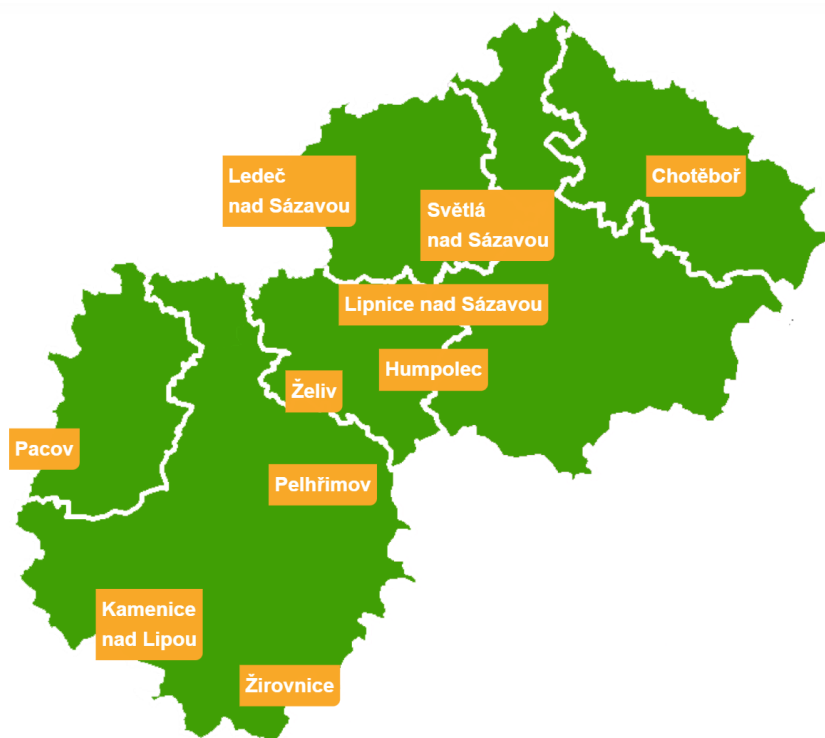 Chotěboř
Ledeč
nad Sázavou
Světlá
nad Sázavou
Lipnice nad Sázavou
Humpolec
Želiv
Pacov
Pelhřimov
Kamenice
nad Lipou
Žirovnice